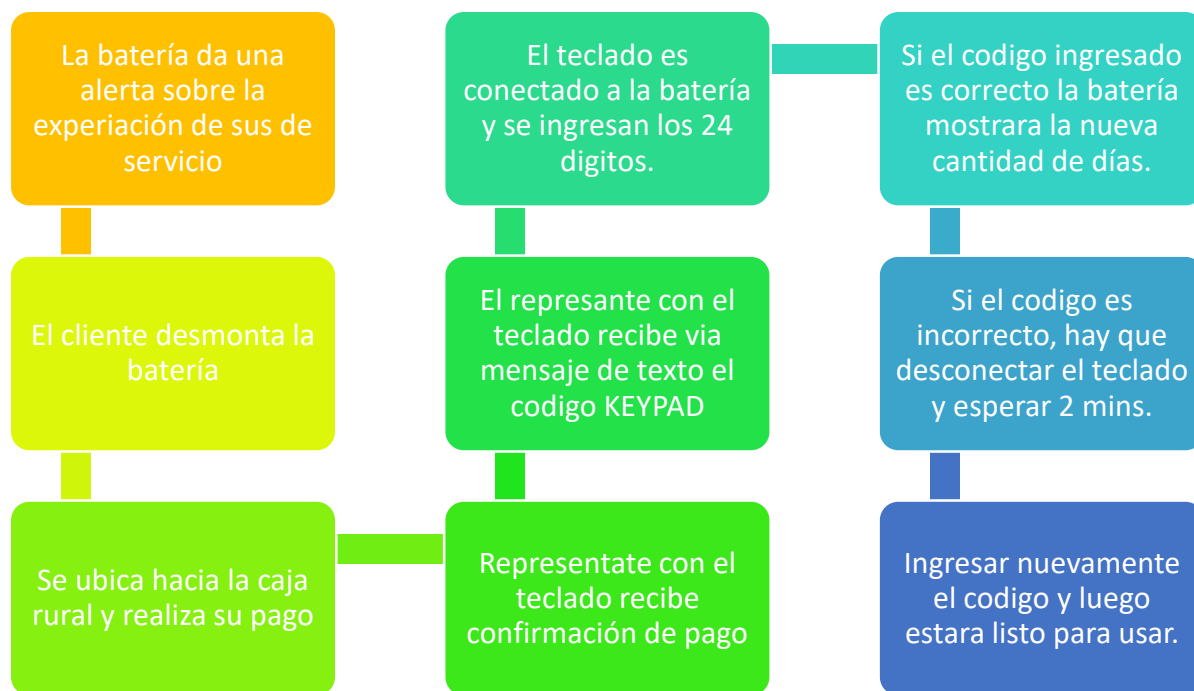 La batería da una
alerta sobre la
experiación de sus de
servicio
El cliente desmonta la
batería
Se ubica hacia la caja
rural y realiza su pago
Representate con el
teclado recibe
confirmación de pago
El represante con el
teclado recibe via
mensaje de texto el
codigo KEYPAD
El teclado es
conectado a la batería
y se ingresan los 24
digitos.
Si el codigo ingresado
es correcto la batería
mostrara la nueva
cantidad de días.
Si el codigo es
incorrecto, hay que
desconectar el teclado
y esperar 2 mins.
Ingresar nuevamente
el codigo y luego
estara listo para usar.